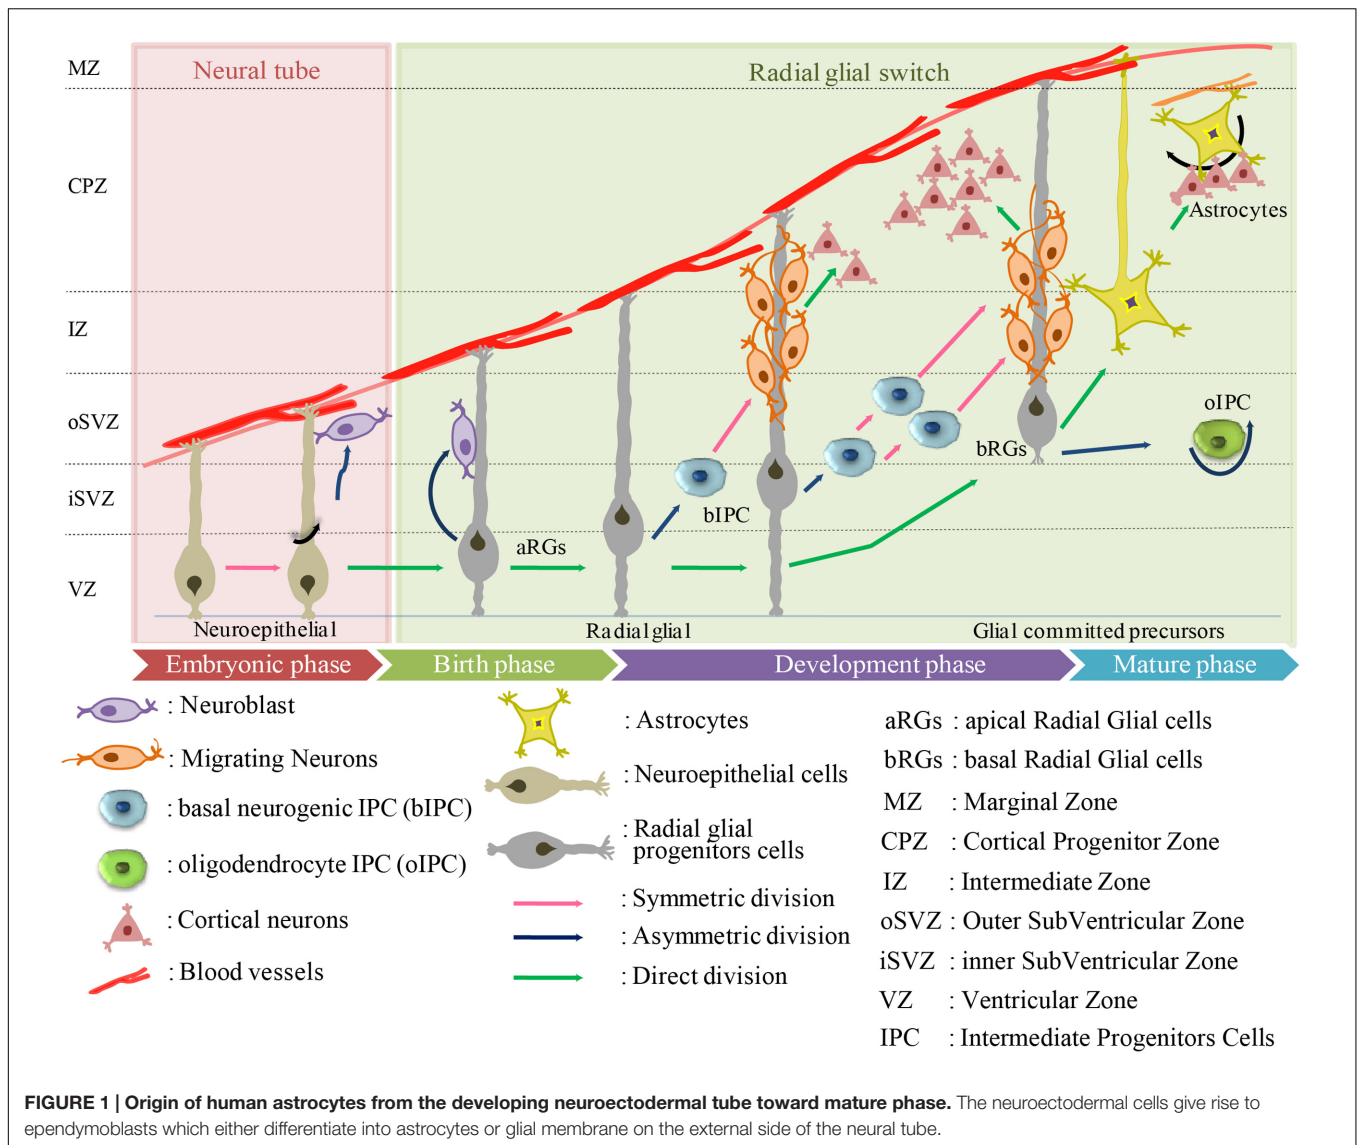 Neural tube
Radial glial switch
MZ
CPZ
IZ
oSVZ
iSVZ
VZ
Astrocytes
oIPC
bRGs
bIPC
aRGs
Neuroepithelial
Radial glial
Glial committed precursors
Embryonic phase
Birth phase
Development phase
Mature phase
: Neuroblast
: Migrating Neurons
: basal neurogenic IPC (bIPC)
: oligodendrocyte IPC (oIPC)
: Cortical neurons
: Blood vessels
: Astrocytes
: Neuroepithelial cells
: Radial glial
progenitors cells
: Symmetric division
: Asymmetric division
: Direct division
aRGs : apical Radial Glial cells
bRGs : basal Radial Glial cells
MZ : Marginal Zone
CPZ : Cortical Progenitor Zone
IZ : Intermediate Zone
oSVZ : Outer SubVentricular Zone
iSVZ : inner SubVentricular Zone
VZ : Ventricular Zone
IPC : Intermediate Progenitors Cells
FIGURE 1 | Origin of human astrocytes from the developing neuroectodermal tube toward mature phase. The neuroectodermal cells give rise to
ependymoblasts which either differentiate into astrocytes or glial membrane on the external side of the neural tube.